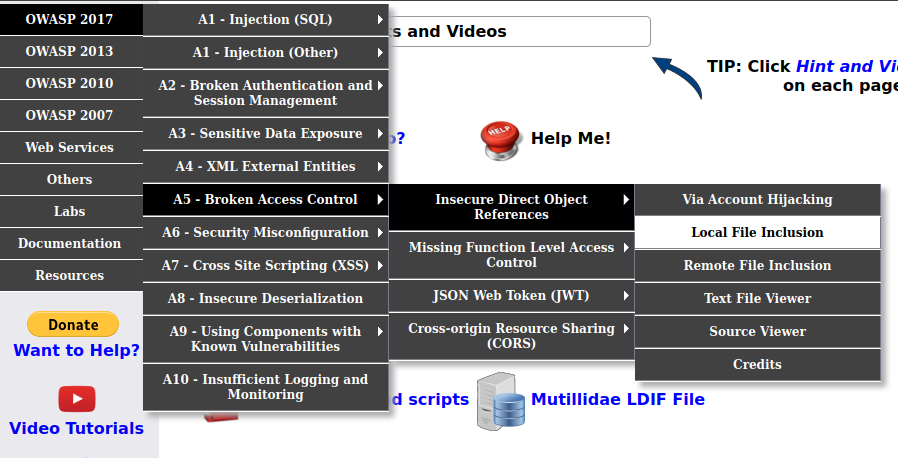 OWASP 2017
OWASP 2013
OWASP 2010
OWASP 2007
Web Services
Others
Labs
Documentation
Resources
Donate
Want to Help?
Video Tutorials
A1 - Injection (SQL)
A1 - Injection (Other)
A2 - Broken Authentication and
Session Management
A3 - Sensitive Data Exposure
A4 - XML External Entities
A5 - Broken Access Control
A6 - Security Misconfiguration
A7 - Cross Site Scripting (XSS)
A8 - Insecure Deserialization
A9 - Using Components with
Known Vulnerabilities
A10 - Insufficient Logging and
Monitoring
Insecure Direct Object
References
Missing Function Level Access
Control
JSON Web Token (JWT)
Cross-origin Resource Sharing
(CORS)
Via Account Hijacking
Local File Inclusion
Remote File Inclusion
Text File Viewer
Source Viewer
Credits
s and Videos
TIP: Click Hint and Vi
on each page
?
HELP
Help Me!
d scripts
Mutillidae LDIF File